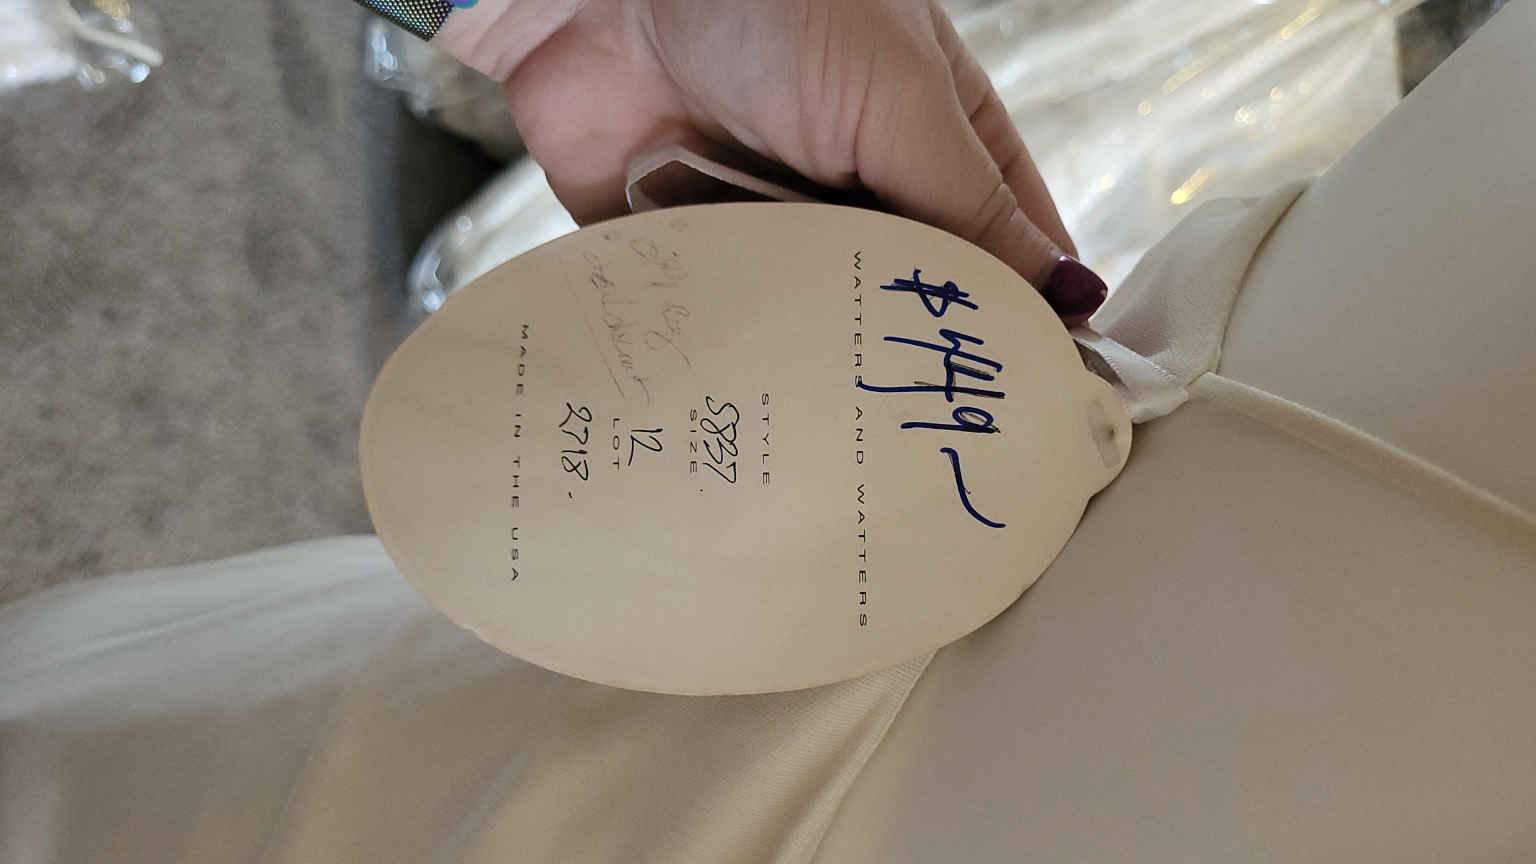 $449-
WATTERS AND WATTERS
STYLE
5837
SIZE
12
LOT
2718.
MADE IN THE USA